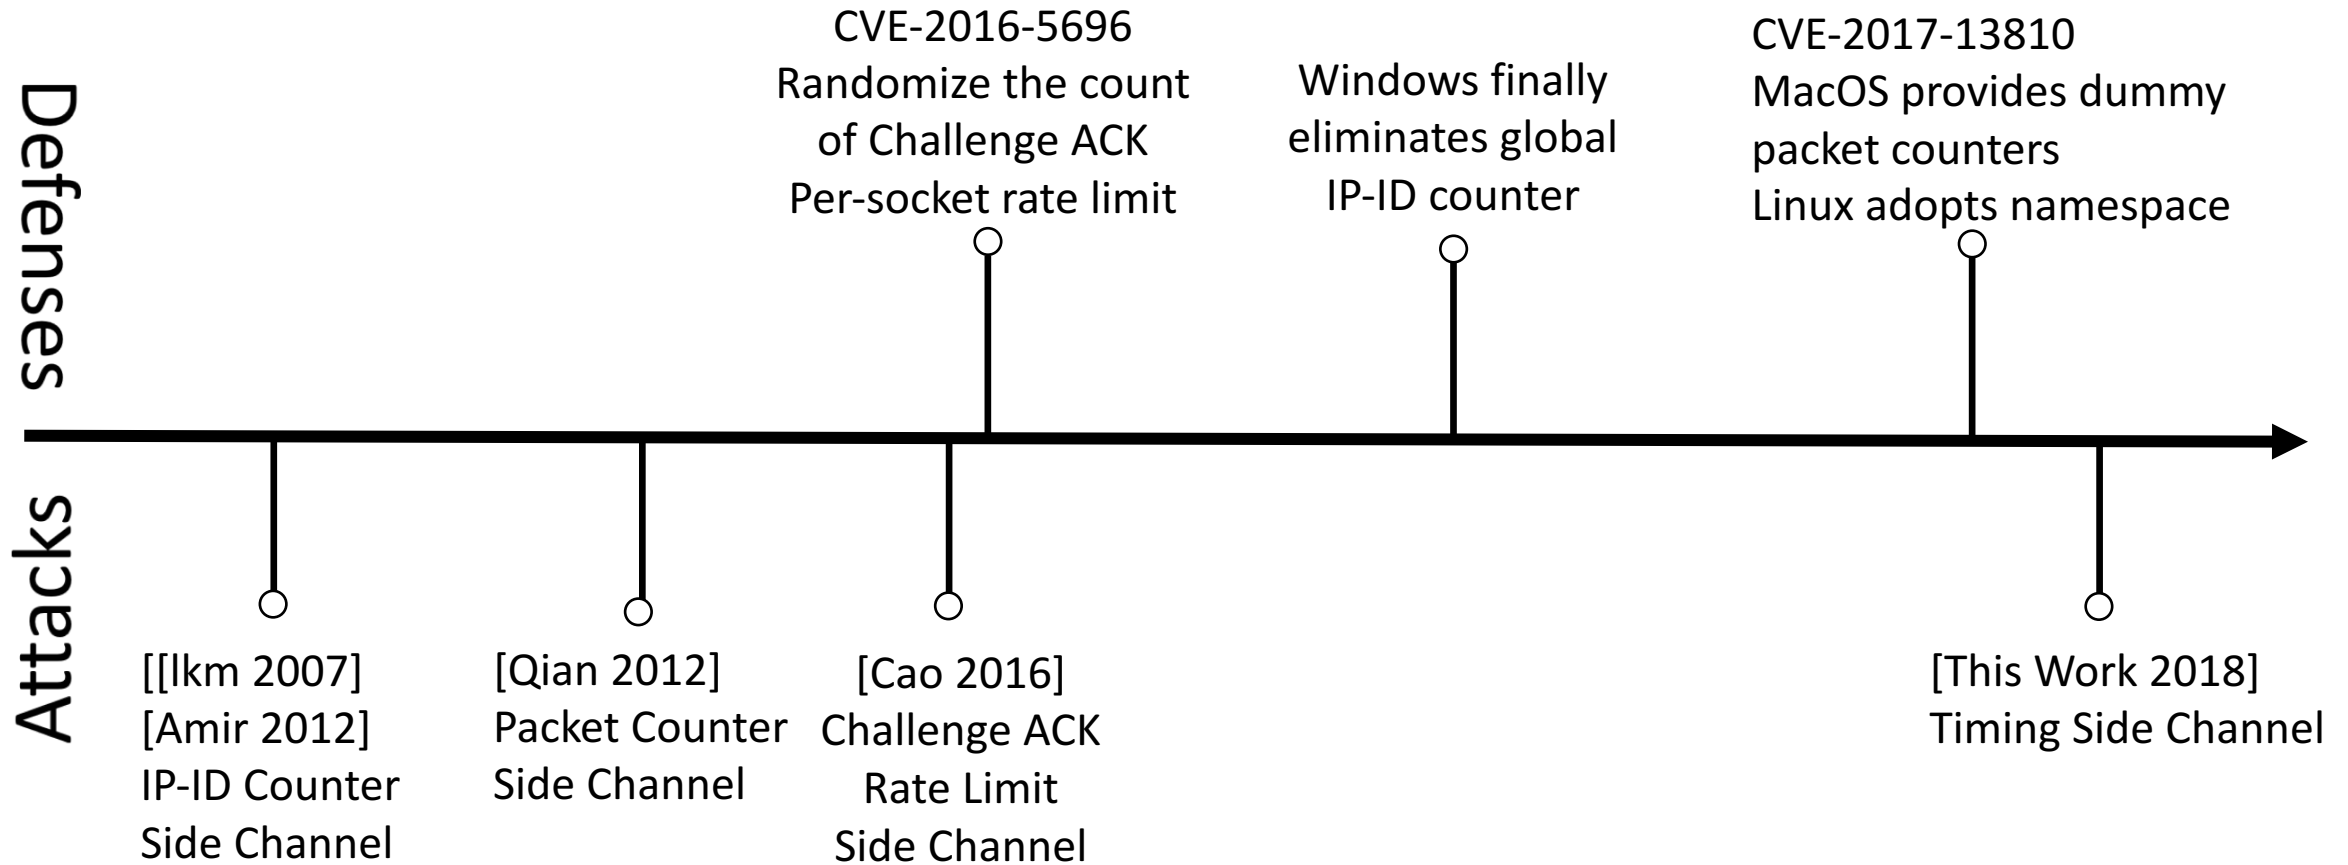 Defenses
CVE-2016-5696
Randomize the count
of Challenge ACK
Per-socket rate limit
Windows finally
eliminates global
IP-ID counter
CVE-2017-13810
MacOS provides dummy
packet counters
Linux adopts namespace
Attacks
[[lkm 2007]
[Amir 2012]
IP-ID Counter
Side Channel
[Qian 2012]
Packet Counter
Side Channel
[Cao 2016]
Challenge ACK
Rate Limit
Side Channel
[This Work 2018]
Timing Side Channel